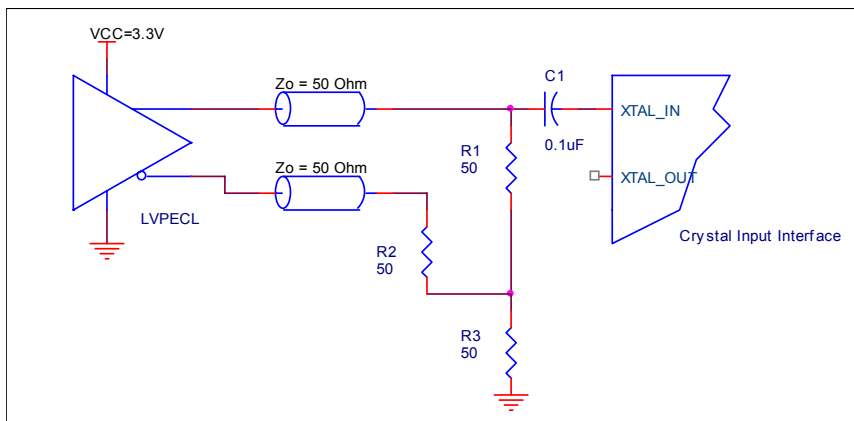 VCC=3.3V
Zo = 50 Ohm
C1
XTAL_IN
0.1uF
R1
50
Zo = 50 Ohm
XTAL_OUT
LVPECL
Crystal Input Interface
R2
50
R3
50